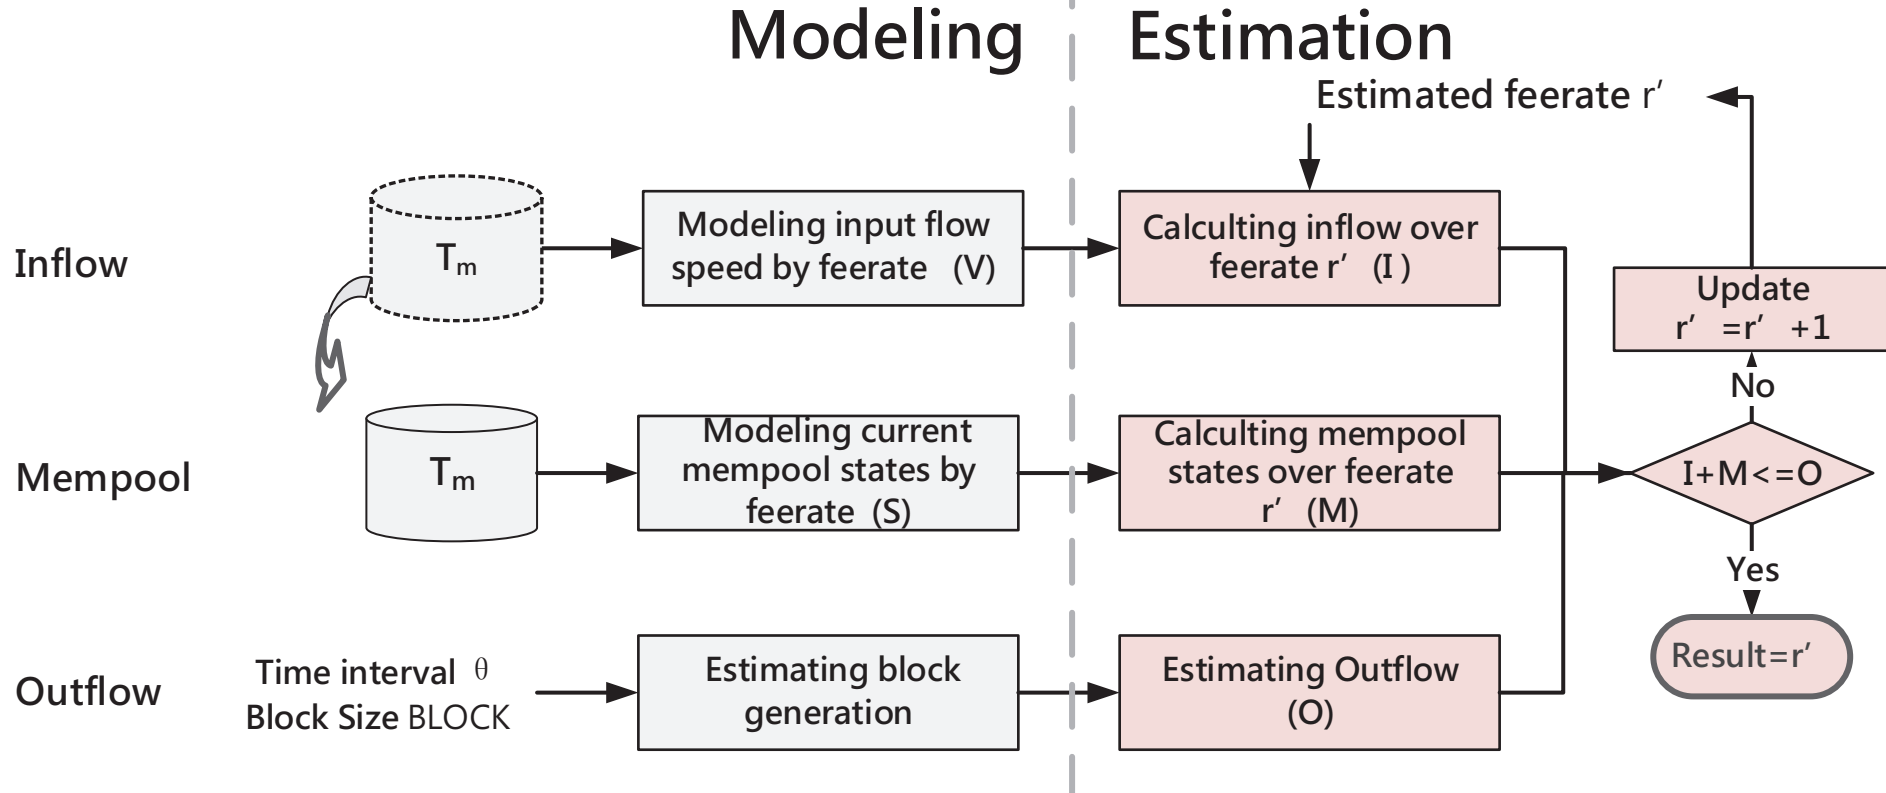 Modeling
Estimation
Estimated feerate r′
Inflow
Tm
Modeling input flow
speed by feerate (V)
Calculting inflow over
feerate r′ (I )
Update
r′ =r′ +1
No
Mempool
Tm
Modeling current
mempool states by
feerate (S)
Calculting mempool
states over feerate
r′ (M)
I+M<=O
Yes
Result=r′
Outflow
Time interval θ
Block Size BLOCK
Estimating block
generation
Estimating Outflow
(O)